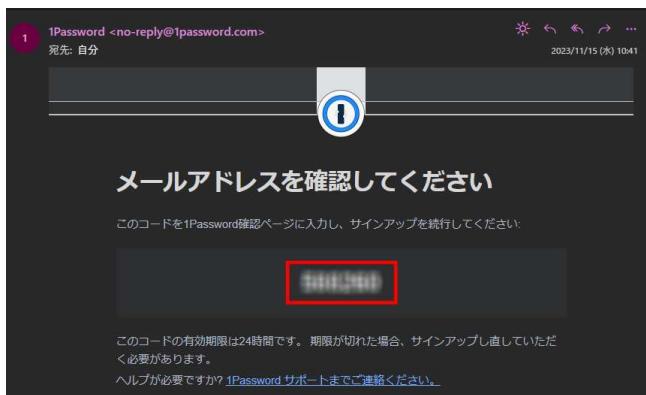 1
1Password <no-reply@1password.com>
宛先: 自分
2023/11/15 (水) 10:41
メールアドレスを確認してください
このコードを1Password確認ページに入力し、サインアップを続行してください:
このコードの有効期限は24時間です。 期限が切れた場合、サインアップし直していただ
く必要があります。
ヘルプが必要ですか? 1Password サポートまでご連絡ください。